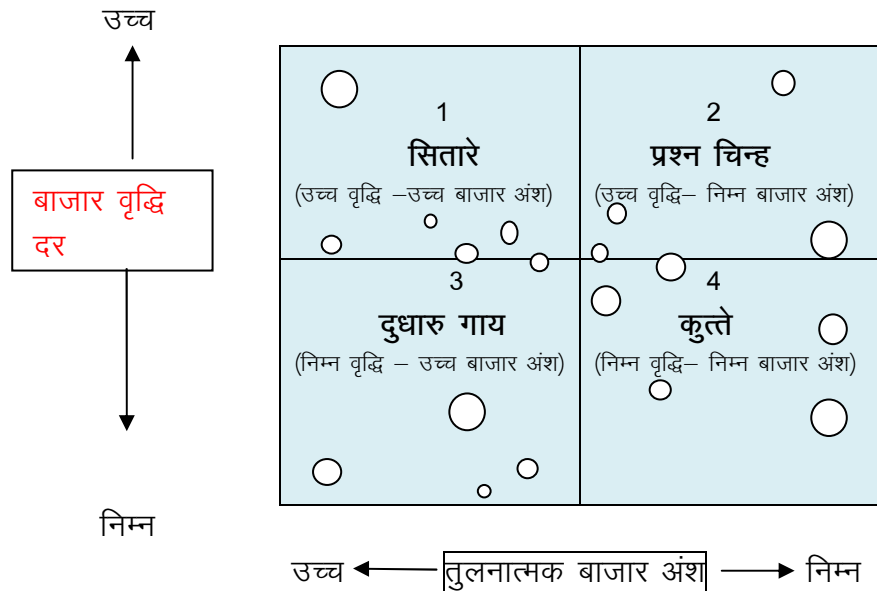 उच्च
1
सितारे
(उच्च वृद्धि –उच्च बाजार अंश)
2
प्रश्न चिन्ह
(उच्च वृद्धि– निम्न बाजार अंश)
बाजार वृद्धि
दर
3
दुधारु गाय
(निम्न वृद्धि – उच्च बाजार अंश)
4
कुत्ते
(निम्न वृद्धि– निम्न बाजार अंश)
निम्न
उच्च तुलनात्मक बाजार अंश निम्न